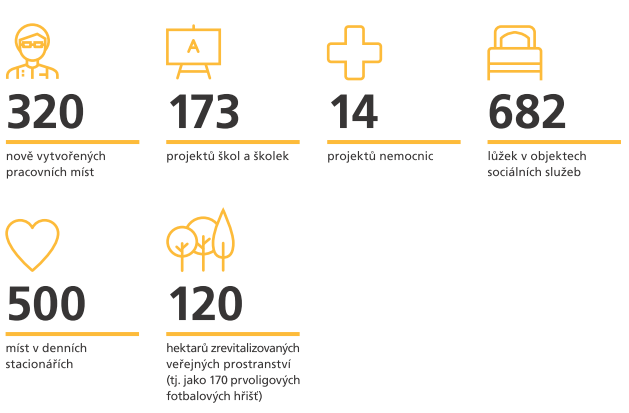 A
320
nově vytvořených
pracovních míst
173
projektů škol a školek
14
projektů nemocnic
682
lůžek v objektech
sociálních služeb
500
míst v denních
stacionářích
120
hektarů zrevitalizovaných
veřejných prostranství
(tj. jako 170 prvoligových
fotbalových hřišť)